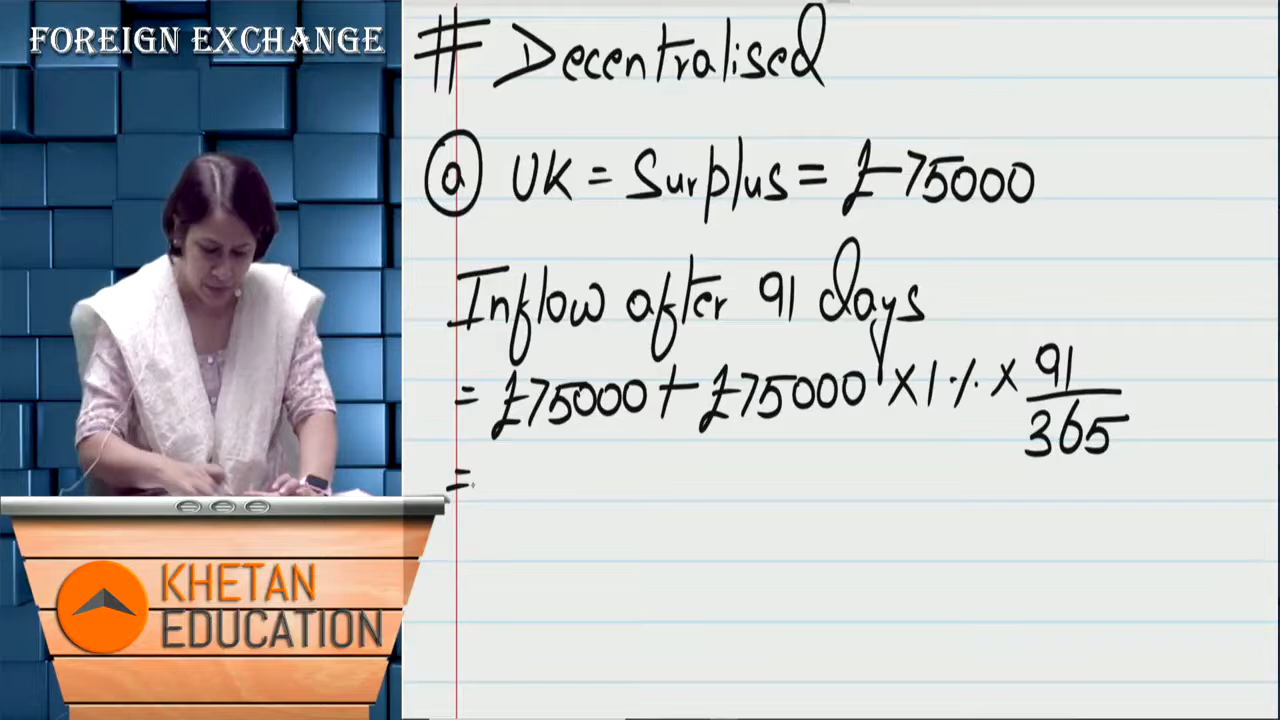 FOREIGN EXCHANGE
# Decentralised
(a) UK = Surplus = £75000
Inflow after 91 days
= £75000 + £75000 × 1% × 91/365
=
KHETAN
EDUCATION